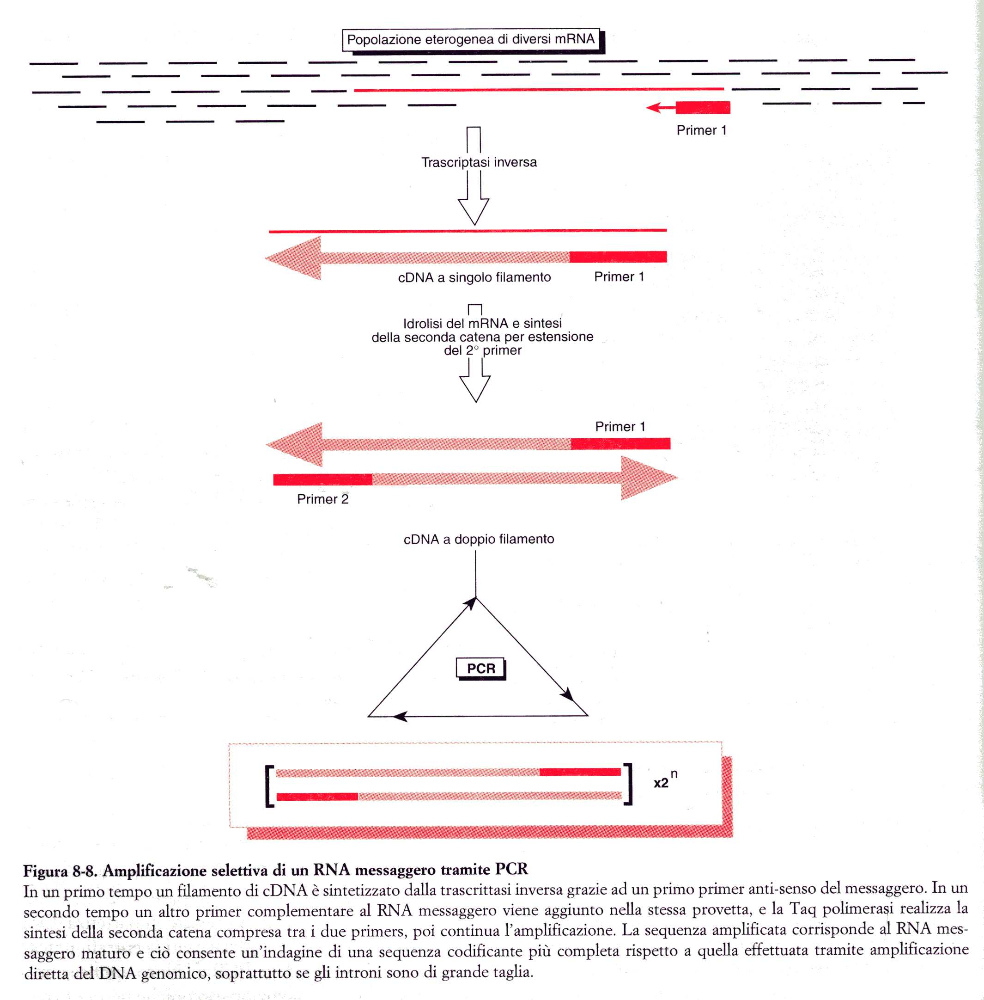 Popolazione eterogenea di diversi mRNA
Primer 1
Trascriptasi inversa
cDNA a singolo filamento
Primer 1
Idrolisi del mRNA e sintesi
della seconda catena per estensione
del 2° primer
Primer 1
Primer 2
cDNA a doppio filamento
PCR
x2ⁿ
Figura 8-8. Amplificazione selettiva di un RNA messaggero tramite PCR
In un primo tempo un filamento di cDNA è sintetizzato dalla trascrittasi inversa grazie ad un primo primer anti-senso del messaggero. In un
secondo tempo un altro primer complementare al RNA messaggero viene aggiunto nella stessa provetta, e la Taq polimerasi realizza la
sintesi della seconda catena compresa tra i due primers, poi continua l'amplificazione. La sequenza amplificata corrisponde al RNA mes-
saggero maturo e ciò consente un'indagine di una sequenza codificante più completa rispetto a quella effettuata tramite amplificazione
diretta del DNA genomico, soprattutto se gli introni sono di grande taglia.